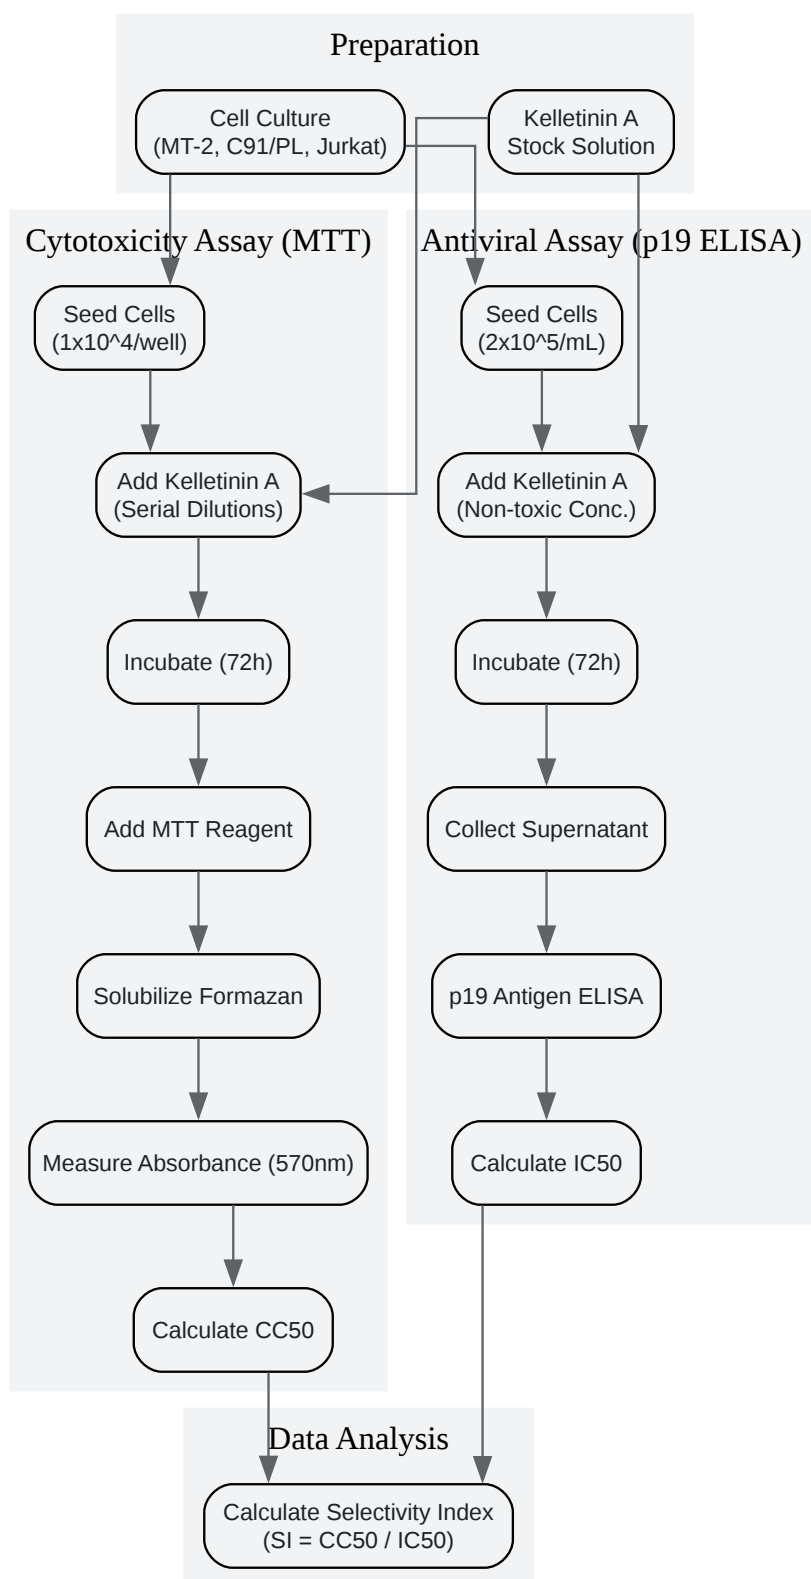 Preparation
Cell Culture
(MT-2, C91/PL, Jurkat)
Kelletinin A
Stock Solution
Cytotoxicity Assay (MTT)
Seed Cells
(1x10^4/well)
Add Kelletinin A
(Serial Dilutions)
Incubate (72h)
Add MTT Reagent
Solubilize Formazan
Measure Absorbance (570nm)
Calculate CC50
Antiviral Assay (p19 ELISA)
Seed Cells
(2x10^5/mL)
Add Kelletinin A
(Non-toxic Conc.)
Incubate (72h)
Collect Supernatant
p19 Antigen ELISA
Calculate IC50
Data Analysis
Calculate Selectivity Index
(SI = CC50 / IC50)